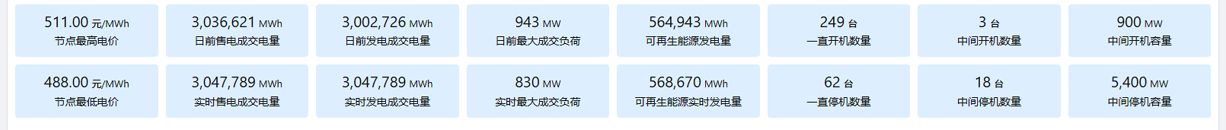 511.00 元/MWh 3,036,621 MWh 3,002,726 MWh 943 MW 564,943 MWh 249 台 3 台 900 MW
节点最高电价 日前售电成交电量 日前发电成交电量 日前最大成交负荷 可再生能源发电量 一直开机数量 中间开机数量 中间开机容量
488.00 元/MWh 3,047,789 MWh 3,047,789 MWh 830 MW 568,670 MWh 62 台 18 台 5,400 MW
节点最低电价 实时售电成交电量 实时发电成交电量 实时最大成交负荷 可再生能源实时发电量 一直停机数量 中间停机数量 中间停机容量